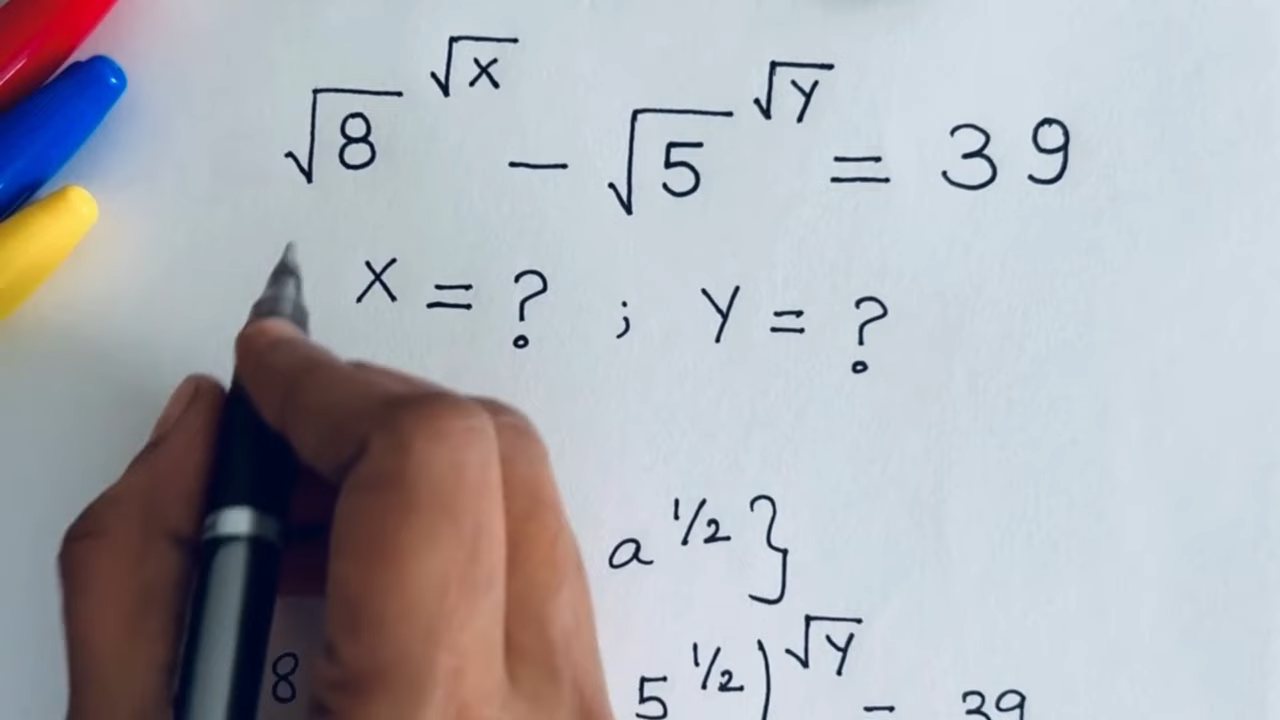 √8^√x − √5^√y = 39
x = ? ; y = ?
a^1/2}
8 5^1/2)^√y − 39